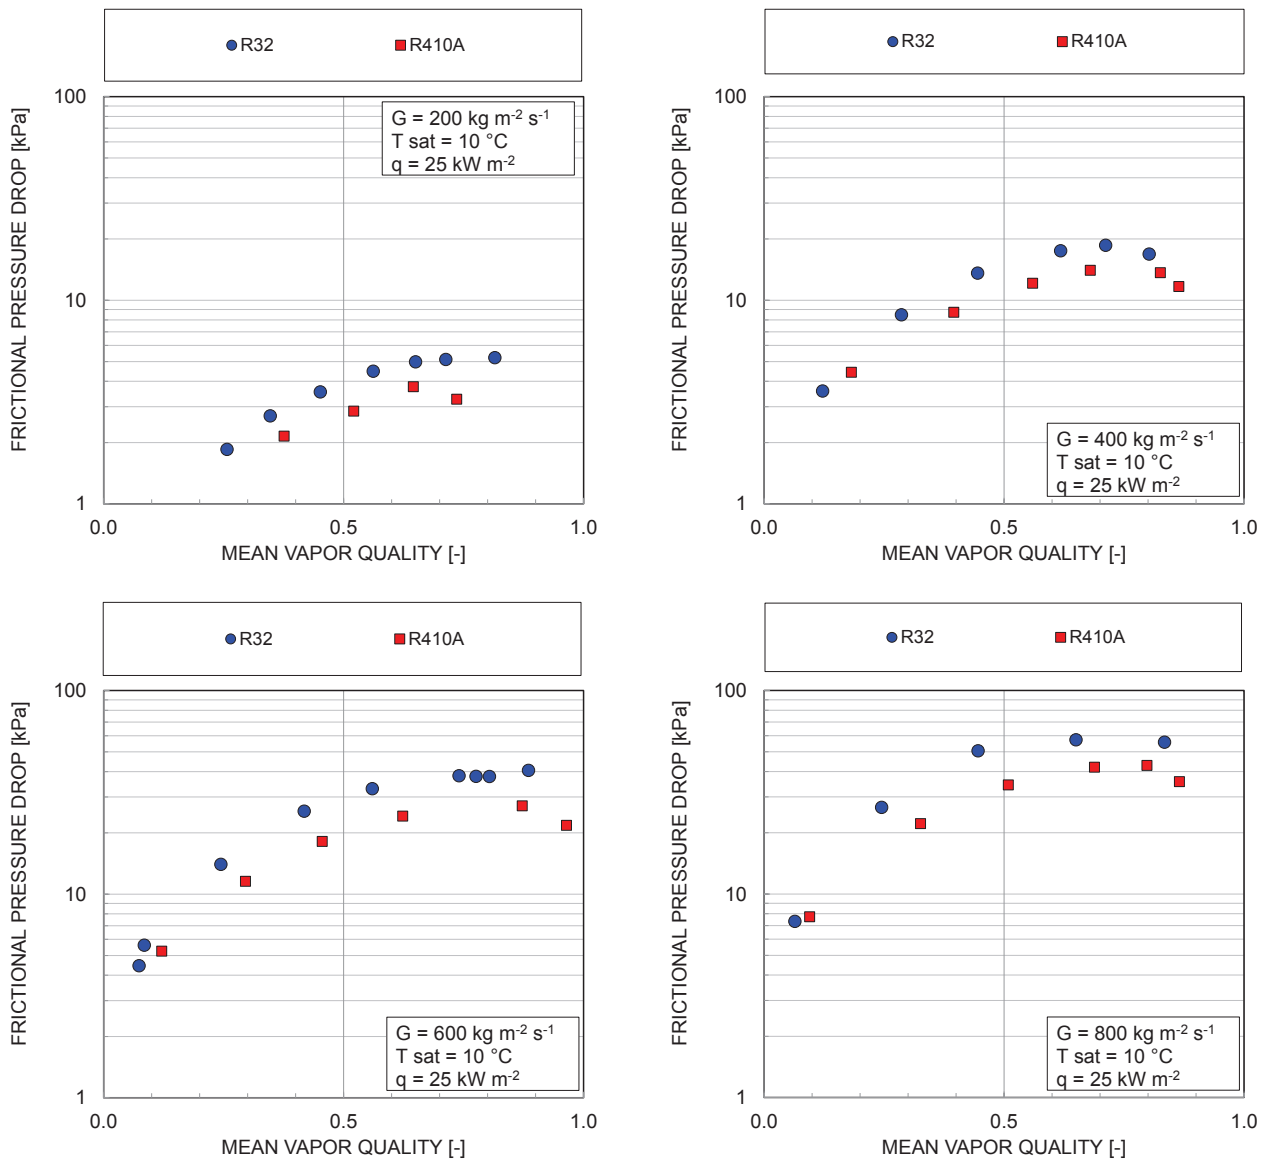 R32 R410A
FRICTIONAL PRESSURE DROP [kPa]
100
10
1
G = 200 kg m-2 s-1
T sat = 10 °C
q = 25 kW m-2
0.0 0.5 1.0
MEAN VAPOR QUALITY [-]
R32 R410A
FRICTIONAL PRESSURE DROP [kPa]
100
10
1
G = 400 kg m-2 s-1
T sat = 10 °C
q = 25 kW m-2
0.0 0.5 1.0
MEAN VAPOR QUALITY [-]
R32 R410A
FRICTIONAL PRESSURE DROP [kPa]
100
10
1
G = 600 kg m-2 s-1
T sat = 10 °C
q = 25 kW m-2
0.0 0.5 1.0
MEAN VAPOR QUALITY [-]
R32 R410A
FRICTIONAL PRESSURE DROP [kPa]
100
10
1
G = 800 kg m-2 s-1
T sat = 10 °C
q = 25 kW m-2
0.0 0.5 1.0
MEAN VAPOR QUALITY [-]